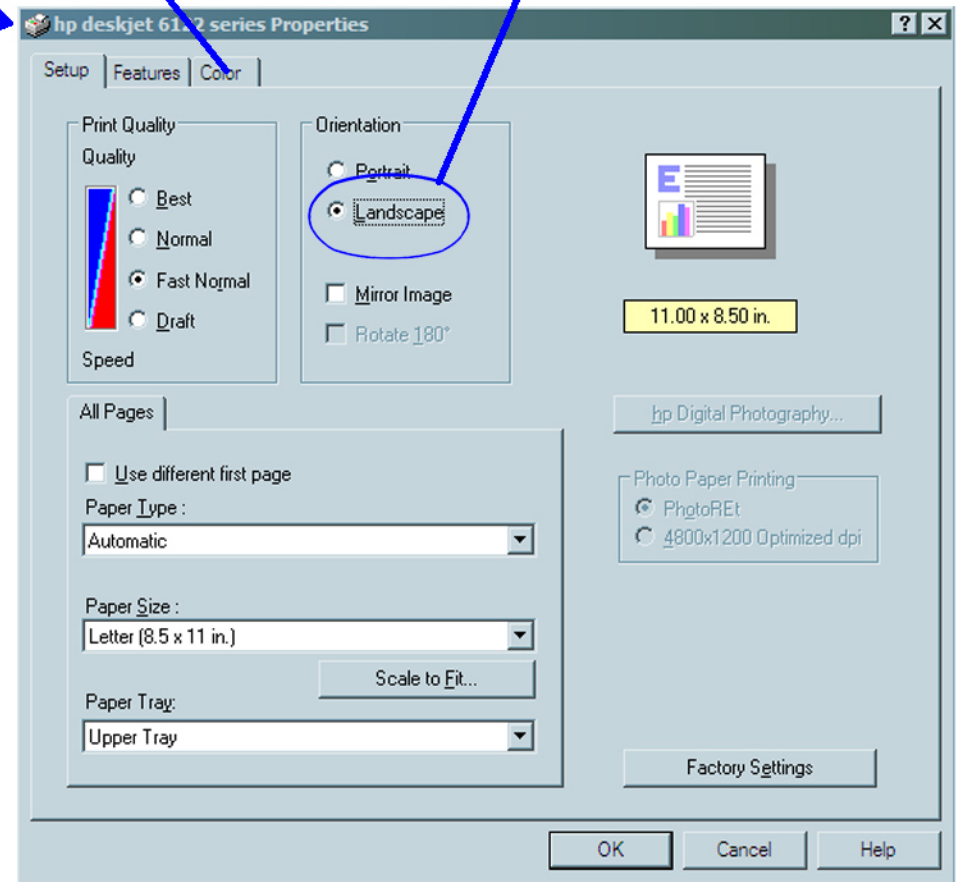 hp deskjet 6122 series Properties
Setup Features Color
Print Quality
Quality
Best
Normal
Fast Normal
Draft
Speed
Orientation
Portrait
Landscape
Mirror Image
Rotate 180°
E
11.00 x 8.50 in.
All Pages
Use different first page
Paper Type :
Automatic
Paper Size :
Letter (8.5 x 11 in.)
Scale to Fit...
Paper Tray:
Upper Tray
hp Digital Photography...
Photo Paper Printing
PhotoREt
4800x1200 Optimized dpi
Factory Settings
OK Cancel Help